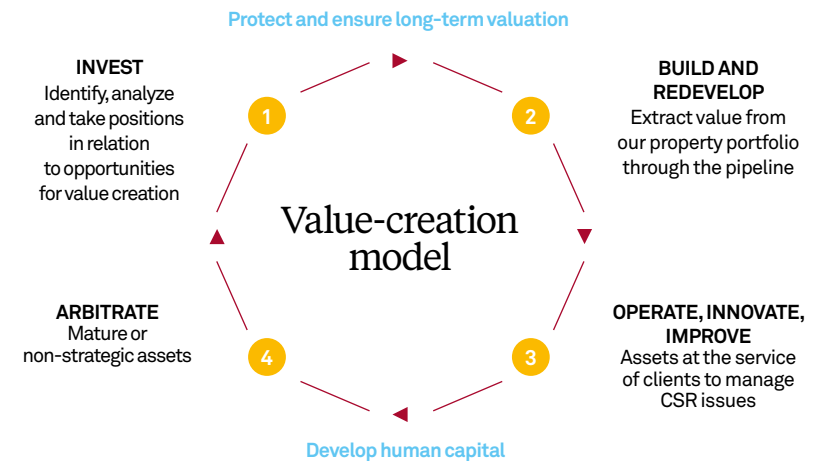 Protect and ensure long-term valuation
INVEST
Identify, analyze
and take positions
in relation
to opportunities
for value creation
1
2
BUILD AND
REDEVELOP
Extract value from
our property portfolio
through the pipeline
Value-creation
model
ARBITRATE
Mature or
non-strategic assets
4
3
OPERATE, INNOVATE,
IMPROVE
Assets at the service
of clients to manage
CSR issues
Develop human capital